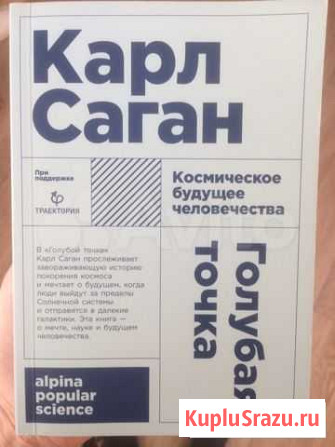 Карл
Саган
При
поддержке
ТРАЕКТОРИЯ
Космическое
будущее
человечества
В «Голубой точке»
Карл Саган прослеживает
завораживающую историю
покорения космоса
и мечтает о будущем, когда
люди выйдут за пределы
Солнечной системы
и отправятся в далекие
галактики. Эта книга —
о мечте, науке и будущем
человечества.
Голубая
точка
alpina
popular
science
KupluSrazu.ru